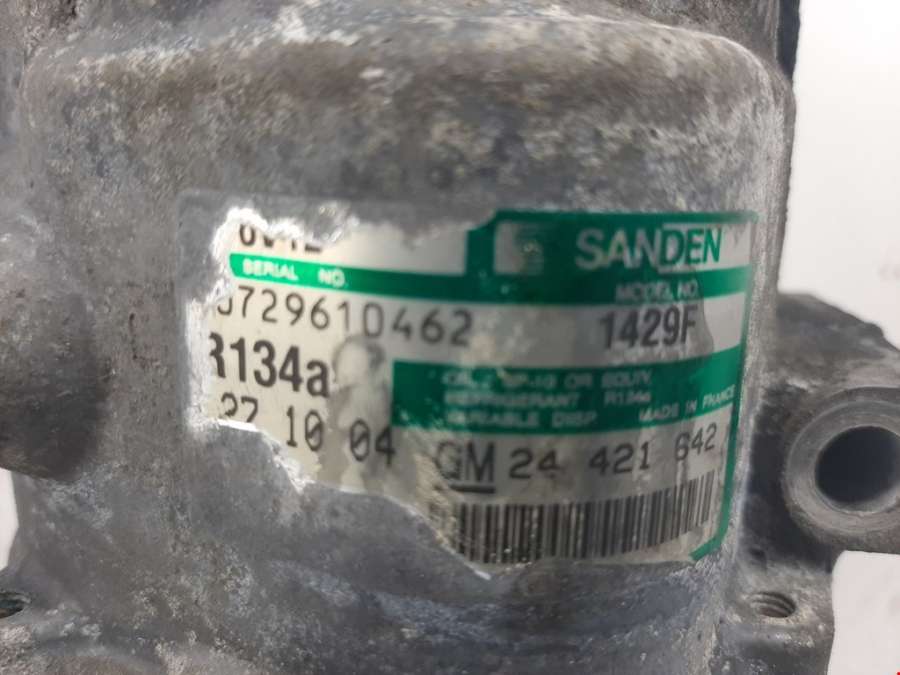 SANDEN
SERIAL NO.
MODEL NO.
0729610462
1429F
R134a
OIL: SP-10 OR EQUIV.
REFRIGERANT R134a
VARIABLE DISP. MADE IN FRANCE
27 10 04
GM 24 421 642